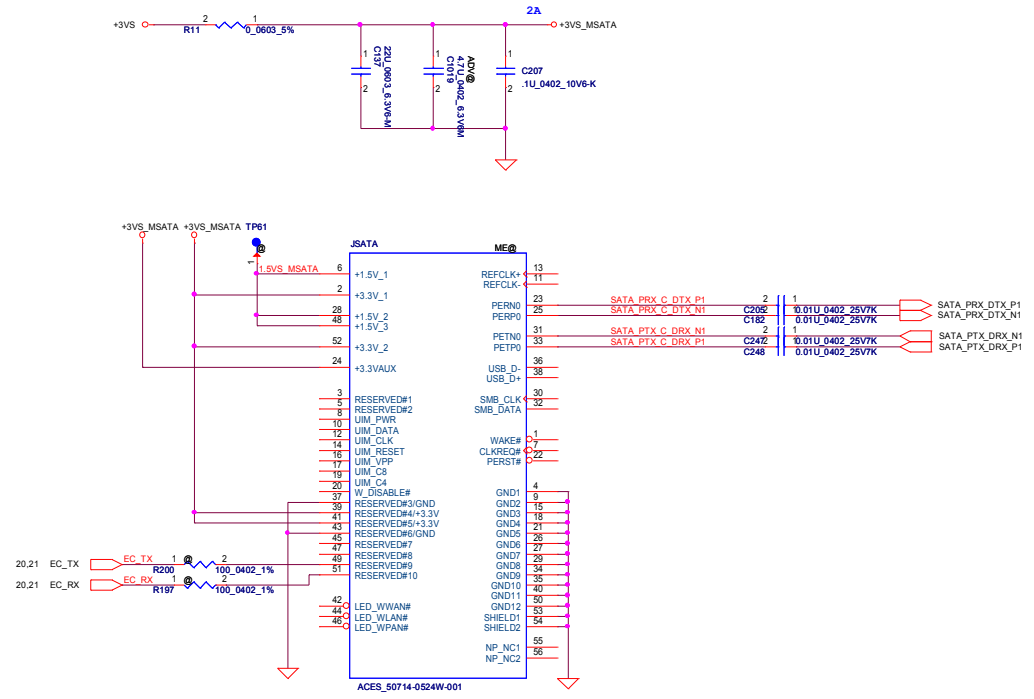 2A
+3VS
2
1
R11
0_0603_5%
+3VS_MSATA
1
2
C137
22U_0603_6.3V6-M
1
2
ADV@
C1019
4.7U_0402_6.3V6M
1
2
C207
.1U_0402_10V6-K
+3VS_MSATA
+3VS_MSATA
TP61
@
1
JSATA
ME@
1.5VS_MSATA
6 +1.5V_1
2 +3.3V_1
28 +1.5V_2
48 +1.5V_3
52 +3.3V_2
24 +3.3VAUX
3 RESERVED#1
5 RESERVED#2
8 UIM_PWR
10 UIM_DATA
12 UIM_CLK
14 UIM_RESET
16 UIM_VPP
17 UIM_C8
19 UIM_C4
20 W_DISABLE#
37 RESERVED#3/GND
39 RESERVED#4/+3.3V
41 RESERVED#5/+3.3V
43 RESERVED#6/GND
45 RESERVED#7
47 RESERVED#8
49 RESERVED#9
51 RESERVED#10
42 LED_WWAN#
44 LED_WLAN#
46 LED_WPAN#
REFCLK+ 13
REFCLK- 11
PERN0 23
PERP0 25
PETN0 31
PETP0 33
USB_D- 36
USB_D+ 38
SMB_CLK 30
SMB_DATA 32
WAKE# 1
CLKREQ# 7
PERST# 22
GND1 4
GND2 9
GND3 15
GND4 18
GND5 21
GND6 26
GND7 27
GND8 29
GND9 34
GND10 35
GND11 40
GND12 50
SHIELD1 53
SHIELD2 54
NP_NC1 55
NP_NC2 56
SATA_PRX_C_DTX_P1 2 1 SATA_PRX_DTX_P1
C205 0.01U_0402_25V7K
SATA_PRX_C_DTX_N1 2 1 SATA_PRX_DTX_N1
C182 0.01U_0402_25V7K
SATA_PTX_C_DRX_N1 2 1 SATA_PTX_DRX_N1
C247 0.01U_0402_25V7K
SATA_PTX_C_DRX_P1 2 1 SATA_PTX_DRX_P1
C248 0.01U_0402_25V7K
20,21 EC_TX EC_TX 1 @ 2
R200 100_0402_1%
20,21 EC_RX EC_RX 1 @ 2
R197 100_0402_1%
ACES_50714-0524W-001